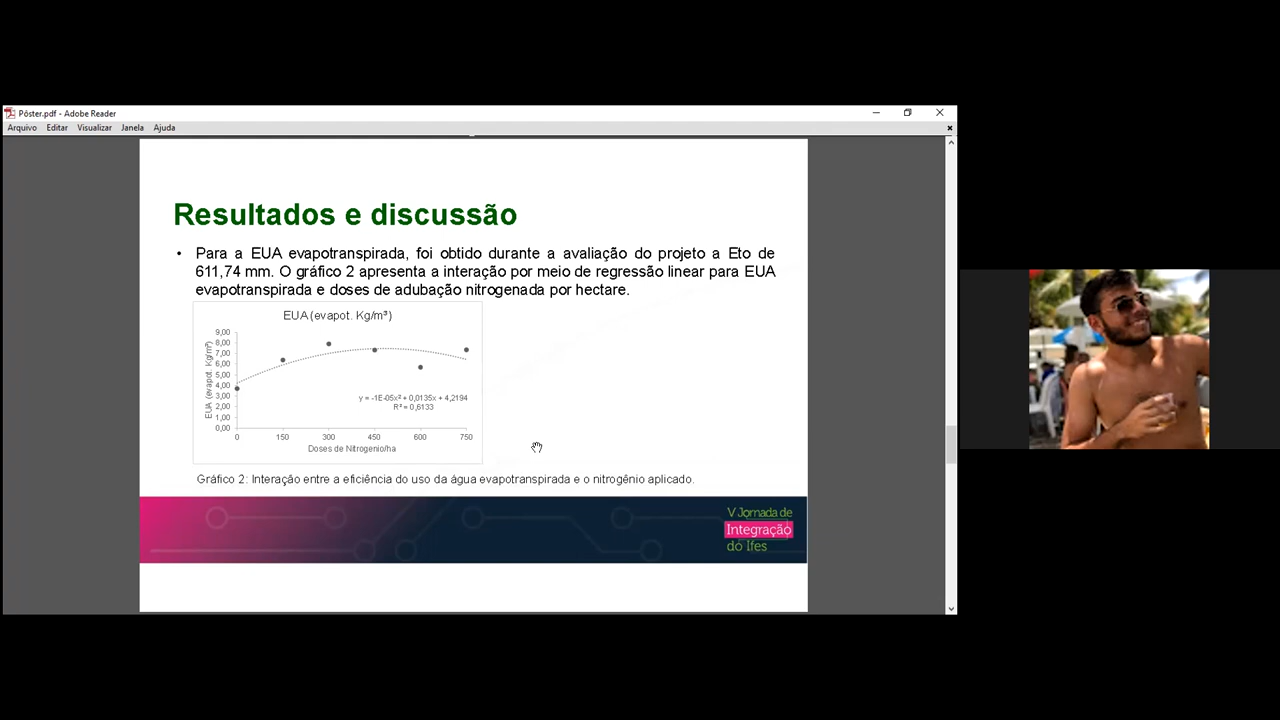 Póster.pdf - Adobe Reader
Arquivo Editar Visualizar Janela Ajuda
Resultados e discussão
• Para a EUA evapotranspirada, foi obtido durante a avaliação do projeto a Eto de
611,74 mm. O gráfico 2 apresenta a interação por meio de regressão linear para EUA
evapotranspirada e doses de adubação nitrogenada por hectare.
EUA (evapot. Kg/m³)
EUA (evapot. Kg/m³)
9,00
8,00
7,00
6,00
5,00
4,00
3,00
2,00
1,00
0,00
y = -1E-05x² + 0,0135x + 4,2194
R² = 0,6133
0 150 300 450 600 750
Doses de Nitrogenio/ha
Gráfico 2: Interação entre a eficiência do uso da água evapotranspirada e o nitrogênio aplicado.
V Jornada de
Integração
do Ifes